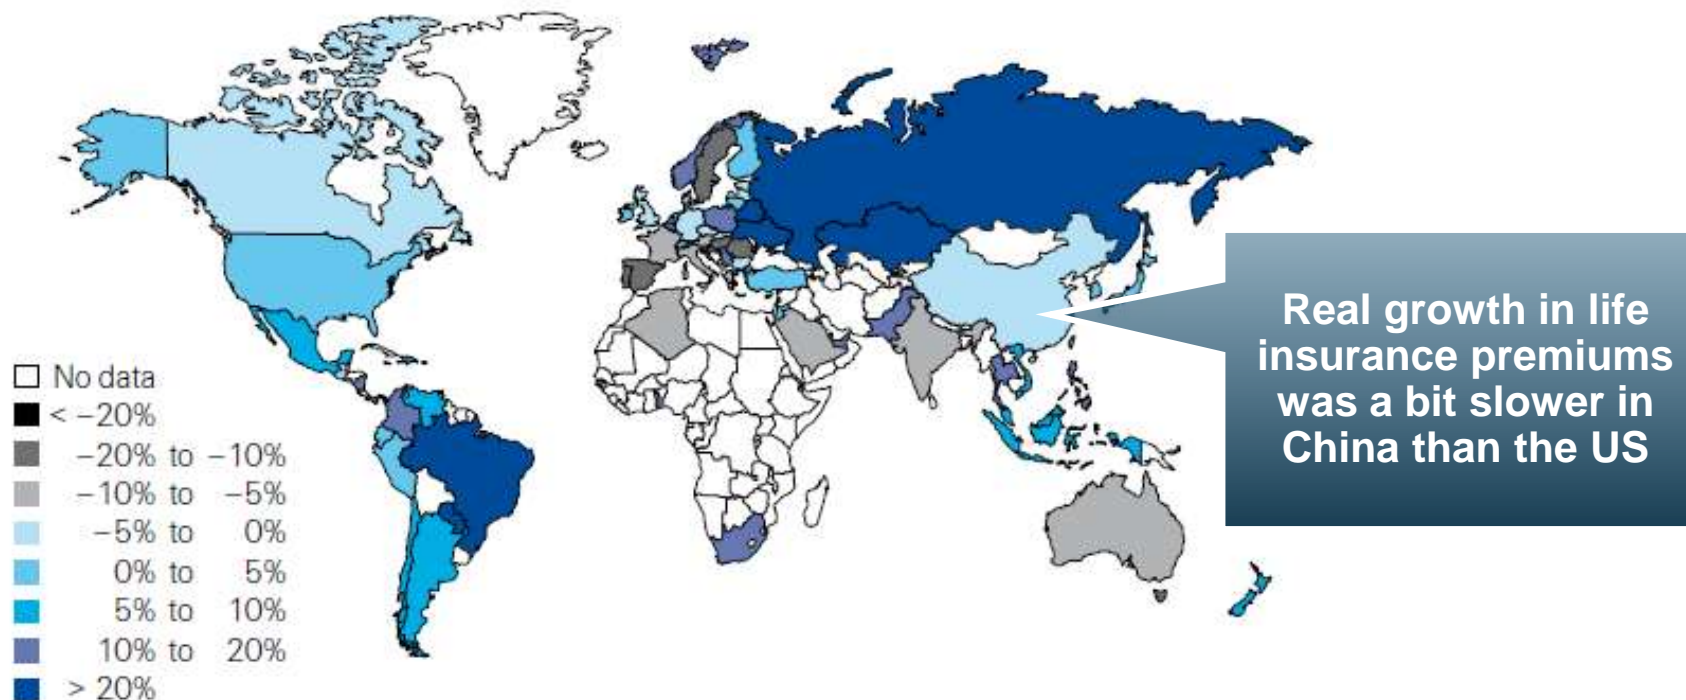 No data
< −20%
−20% to −10%
−10% to −5%
−5% to 0%
0% to 5%
5% to 10%
10% to 20%
> 20%
Real growth in life
insurance premiums
was a bit slower in
China than the US